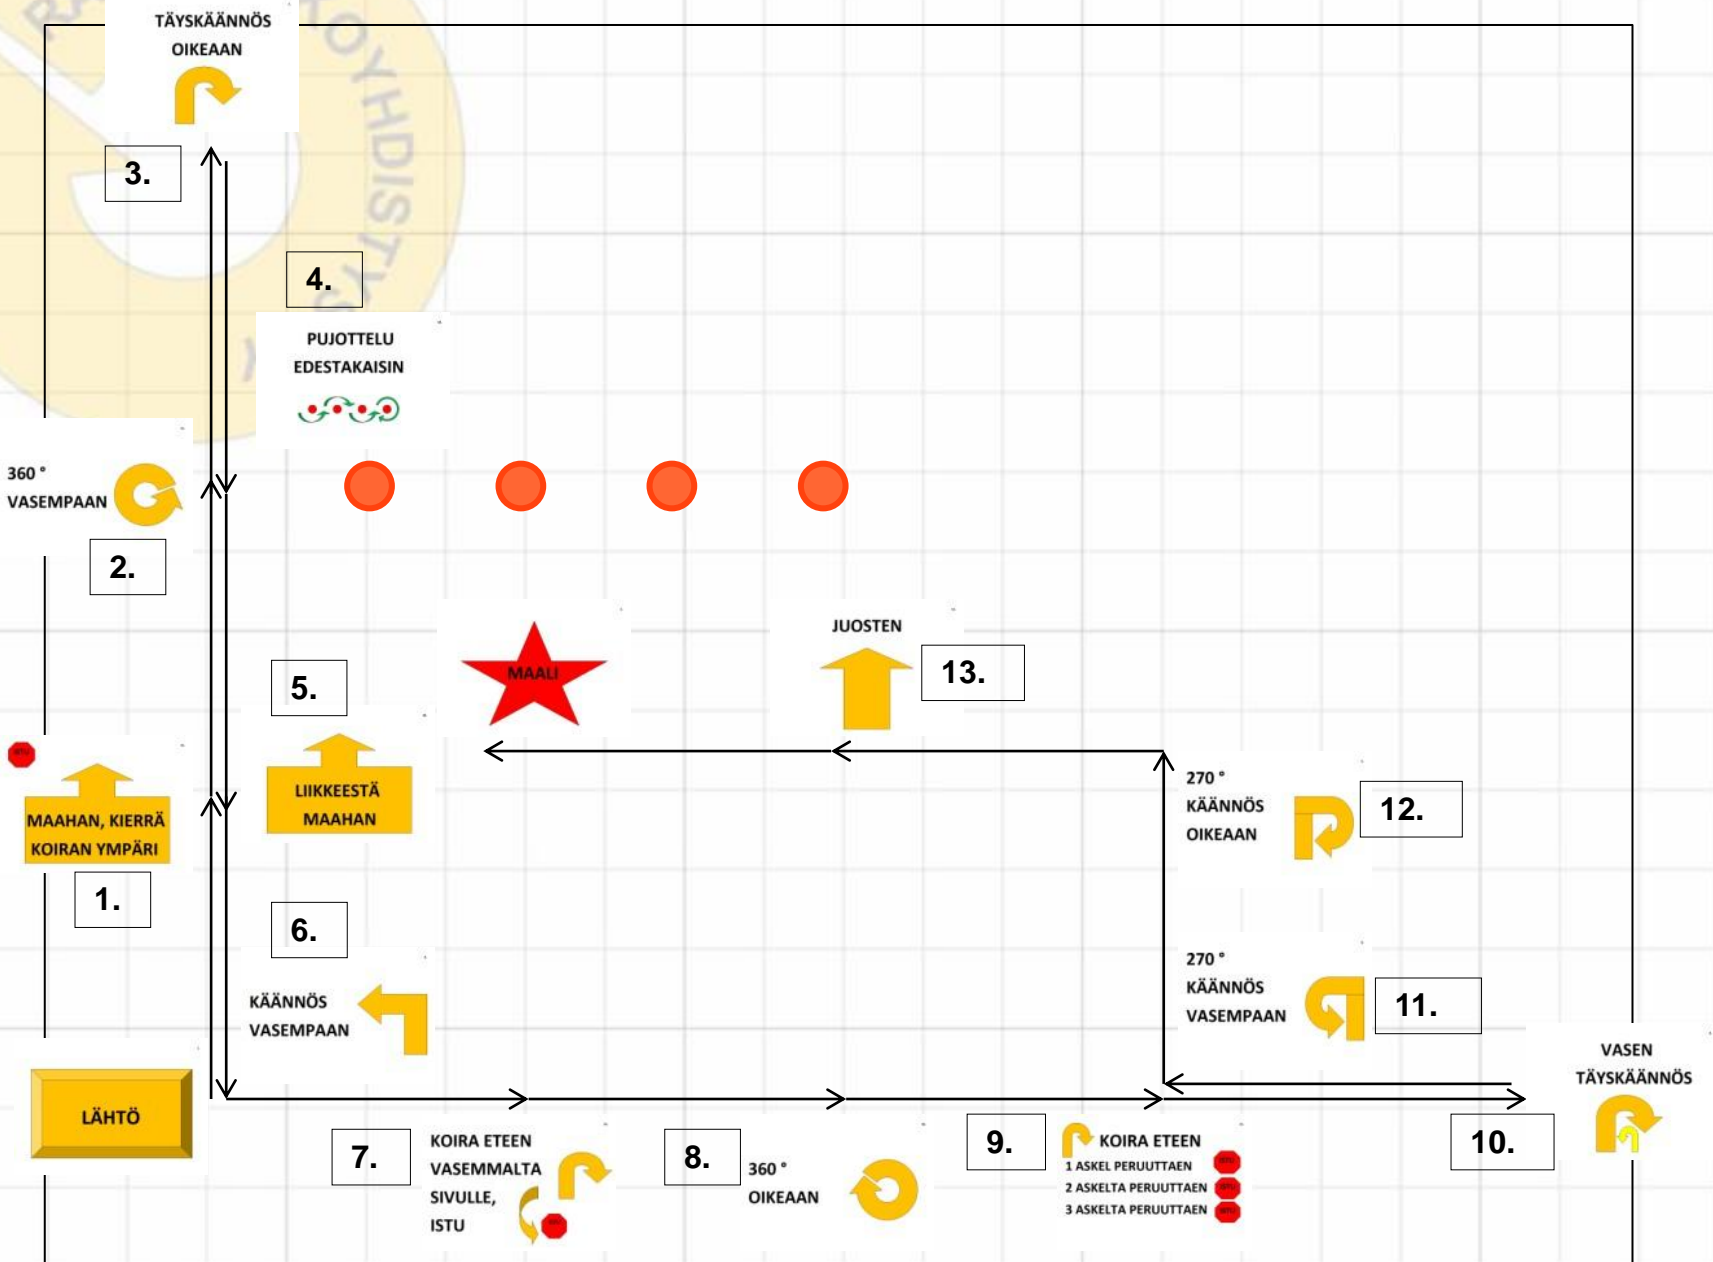 TÄYSKÄÄNNÖS
OIKEAAN
3.
4.
PUJOTTELU
EDESTAKAISIN
360 °
VASEMPAAN
2.
MAALI
JUOSTEN
13.
5.
LIIKKEESTÄ
MAAHAN
MAAHAN, KIERRÄ
KOIRAN YMPÄRI
1.
270 °
KÄÄNNÖS
OIKEAAN
12.
6.
KÄÄNNÖS
VASEMPAAN
270 °
KÄÄNNÖS
VASEMPAAN
11.
LÄHTÖ
VASEN
TÄYSKÄÄNNÖS
10.
7.
KOIRA ETEEN
VASEMMALTA
SIVULLE,
ISTU
8.
360 °
OIKEAAN
9.
KOIRA ETEEN
1 ASKEL PERUUTTAEN
2 ASKELTA PERUUTTAEN
3 ASKELTA PERUUTTAEN